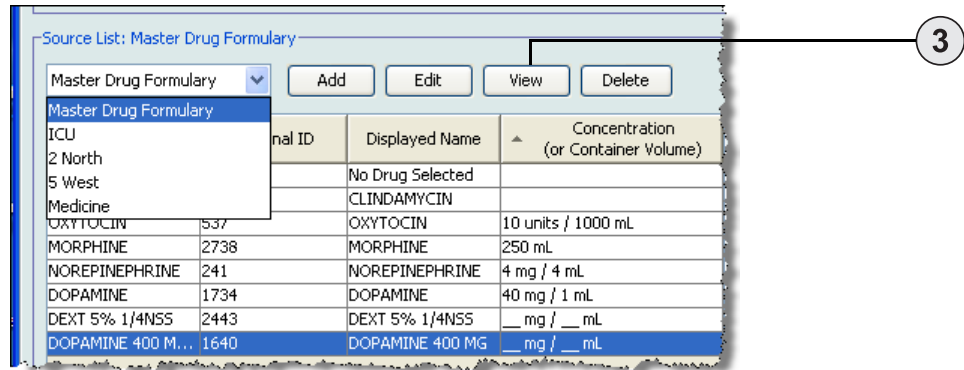 Source List: Master Drug Formulary
3
Master Drug Formulary Add Edit View Delete
Master Drug Formulary
ICU
2 North
5 West
Medicine
nal ID Displayed Name Concentration
(or Container Volume)
No Drug Selected
CLINDAMYCIN
OXYTOCIN 537 OXYTOCIN 10 units / 1000 mL
MORPHINE 2738 MORPHINE 250 mL
NOREPINEPHRINE 241 NOREPINEPHRINE 4 mg / 4 mL
DOPAMINE 1734 DOPAMINE 40 mg / 1 mL
DEXT 5% 1/4NSS 2443 DEXT 5% 1/4NSS __ mg / __ mL
DOPAMINE 400 M... 1640 DOPAMINE 400 MG __ mg / __ mL